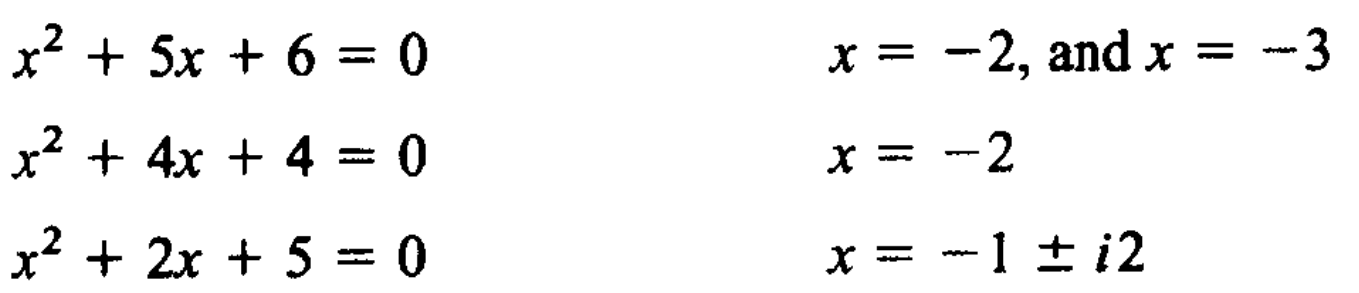 x² + 5x + 6 = 0 x = −2, and x = −3
x² + 4x + 4 = 0 x = −2
x² + 2x + 5 = 0 x = −1 ± i2